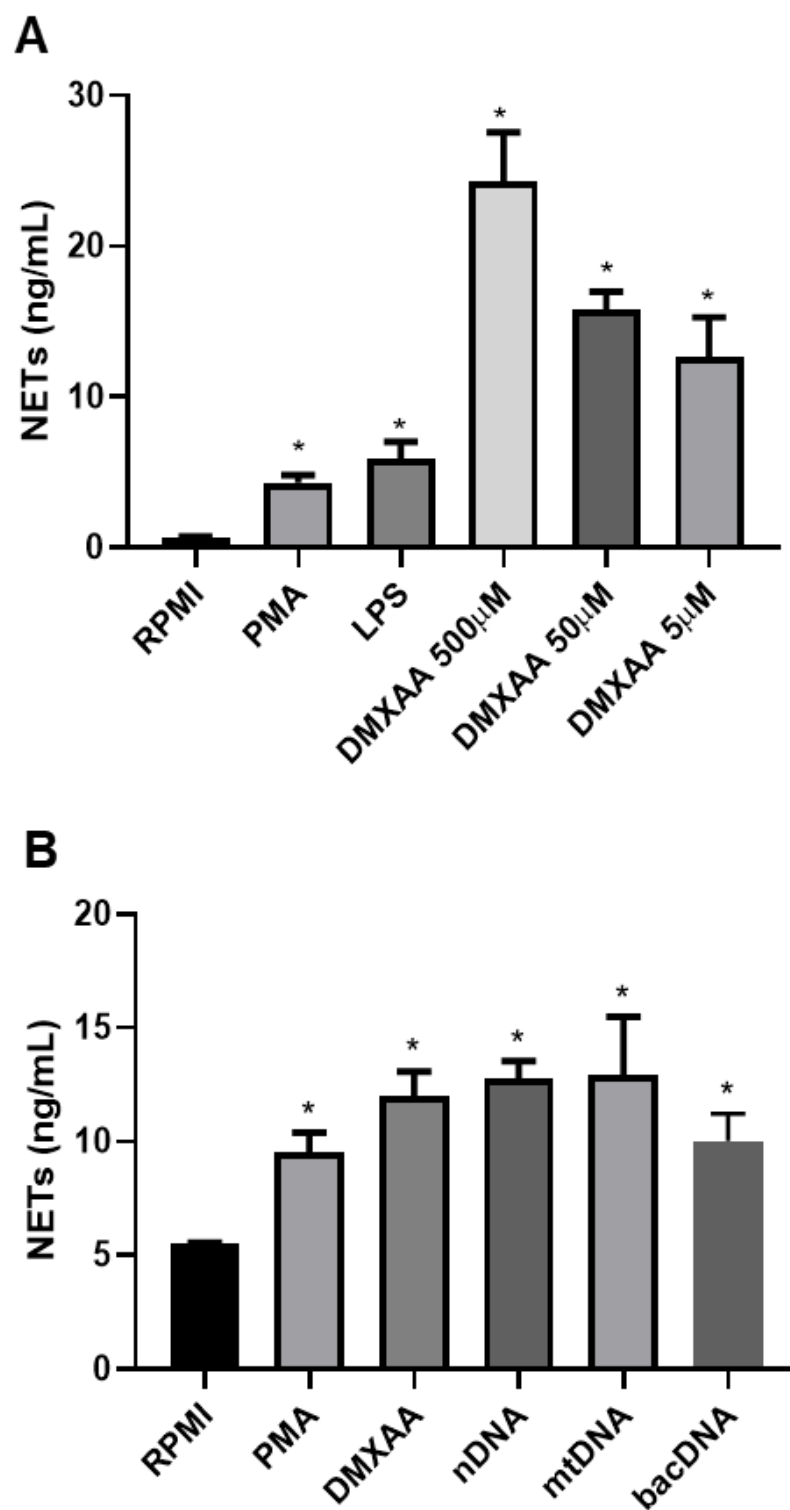 A
NETs (ng/mL)
30
20
10
0
* * * * *
RPMI PMA LPS DMXAA 500μM DMXAA 50μM DMXAA 5μM
B
NETs (ng/mL)
20
15
10
5
0
* * * * *
RPMI PMA DMXAA nDNA mtDNA bacDNA